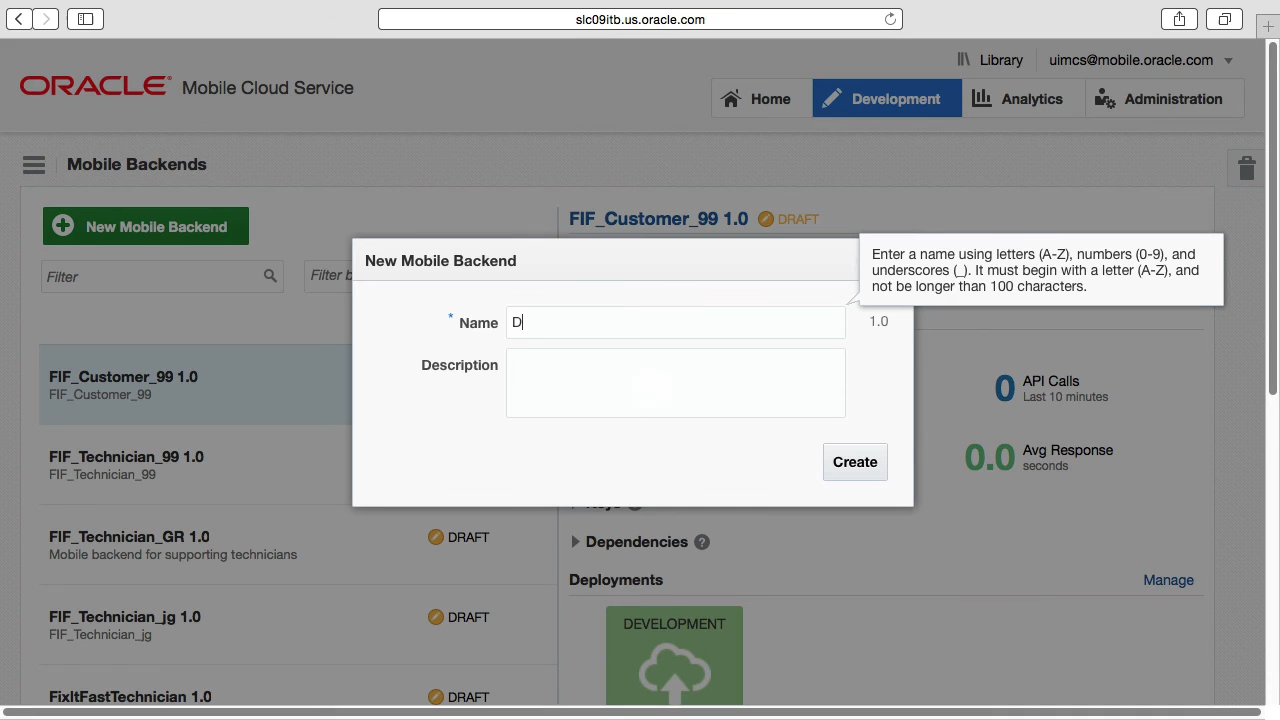 slc09itb.us.oracle.com
ORACLE Mobile Cloud Service
Library
uimcs@mobile.oracle.com
Home
Development
Analytics
Administration
Mobile Backends
New Mobile Backend
Filter
Filter b
FIF_Customer_99 1.0
FIF_Customer_99
FIF_Technician_99 1.0
FIF_Technician_99
FIF_Technician_GR 1.0
DRAFT
Mobile backend for supporting technicians
FIF_Technician_jg 1.0
DRAFT
FIF_Technician_jg
FixItFastTechnician 1.0
DRAFT
FIF_Customer_99 1.0
DRAFT
New Mobile Backend
Enter a name using letters (A-Z), numbers (0-9), and
underscores (_). It must begin with a letter (A-Z), and
not be longer than 100 characters.
* Name
D
1.0
Description
Create
0
API Calls
Last 10 minutes
0.0
Avg Response
seconds
Dependencies ?
Deployments
Manage
DEVELOPMENT